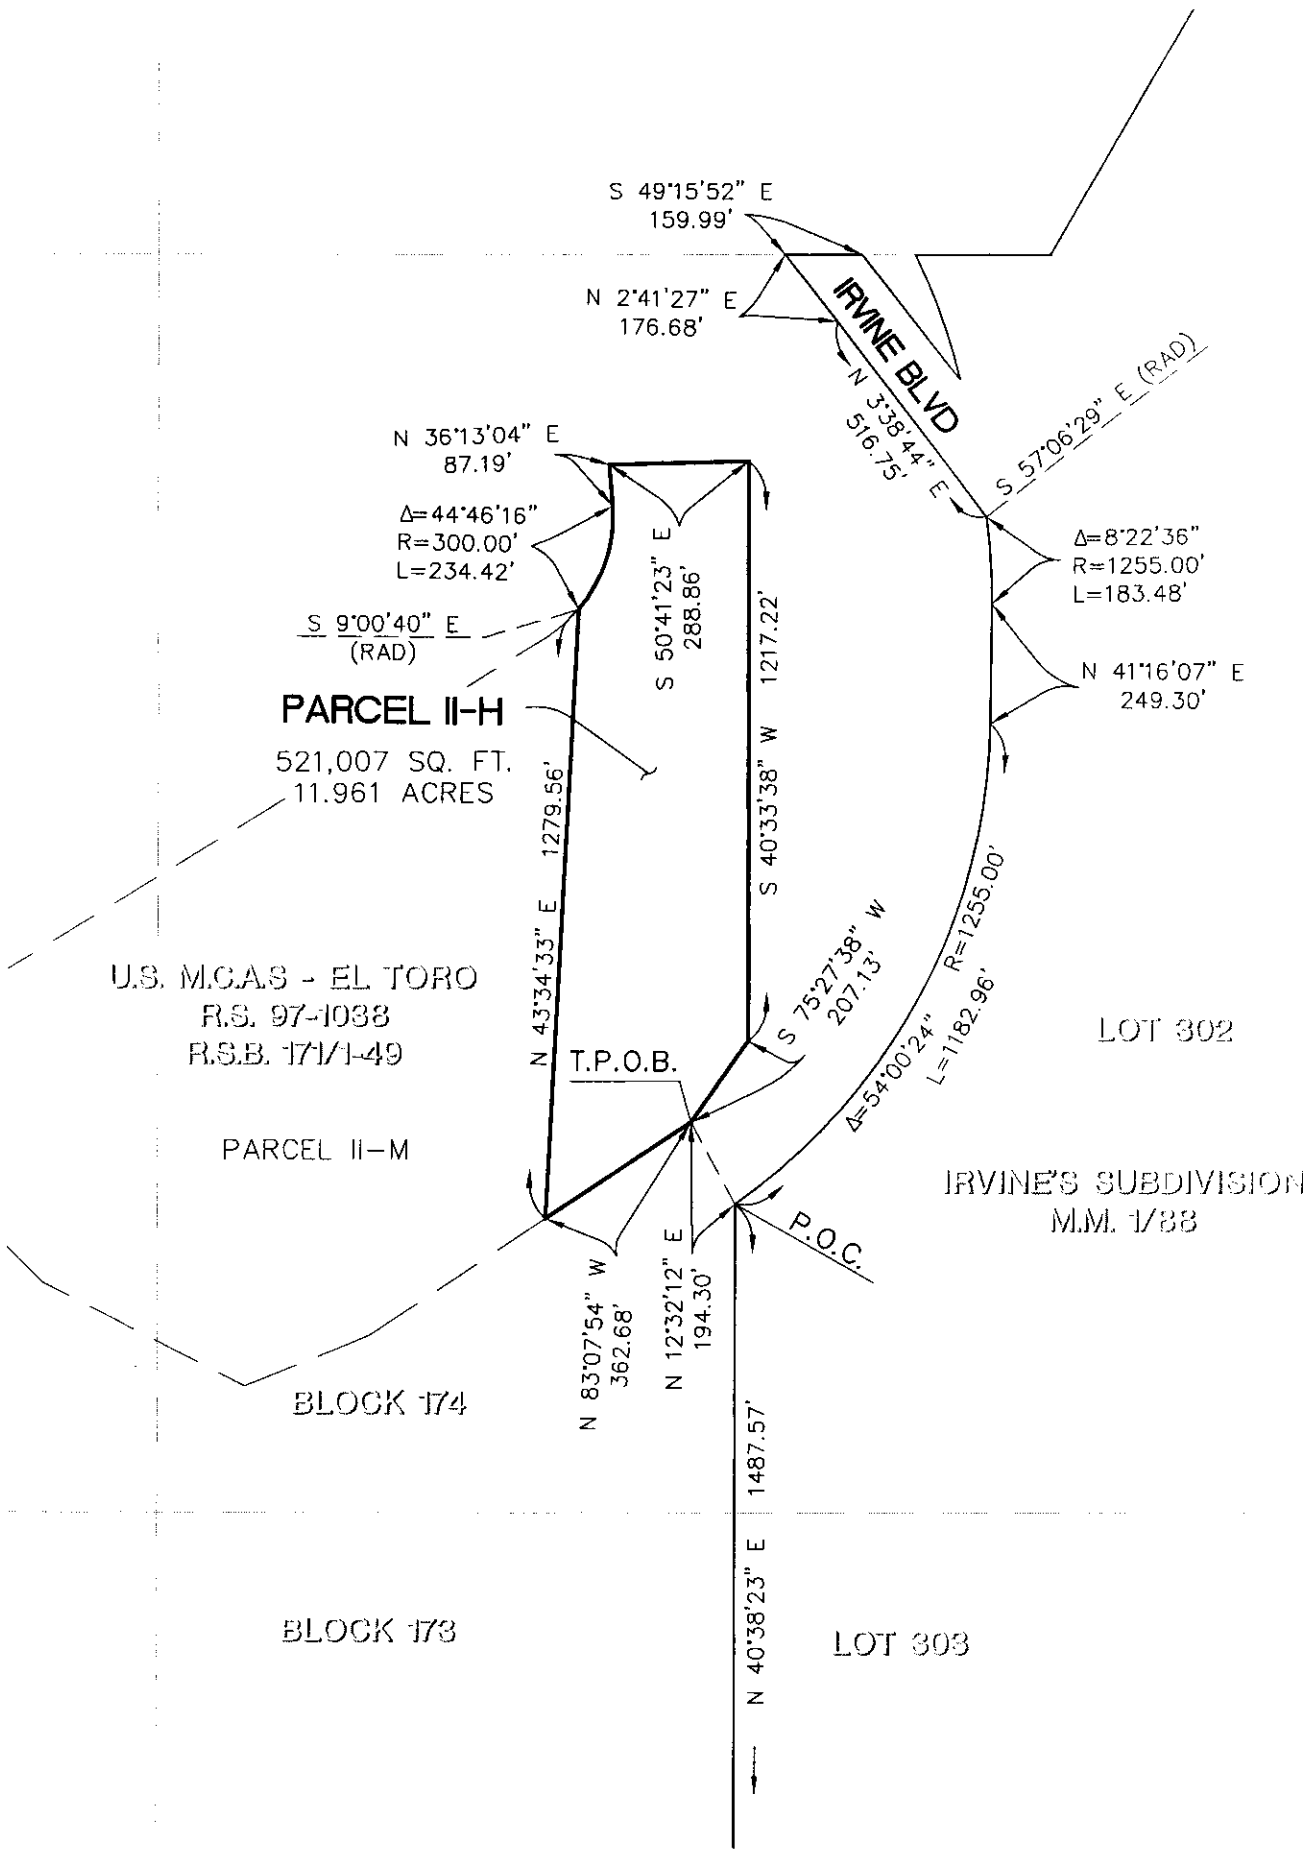 S 49°15'52" E
159.99'
N 2°41'27" E
176.68'
IRVINE BLVD
N 3°38'44" E
516.75'
S 57°06'29" E (RAD)
N 36°13'04" E
87.19'
Δ=44°46'16"
R=300.00'
L=234.42'
S 9°00'40" E
(RAD)
S 50°41'23" E
288.86'
Δ=8°22'36"
R=1255.00'
L=183.48'
N 41°16'07" E
249.30'
PARCEL II-H
521,007 SQ. FT.
11.961 ACRES
N 43°34'33" E 1279.56'
S 40°33'38" W 1217.22'
S 75°27'38" W
207.13'
Δ=54°00'24" R=1255.00'
L=1182.96'
U.S. M.C.A.S - EL TORO
R.S. 97-1038
R.S.B. 171/1-49
LOT 302
T.P.O.B.
PARCEL II-M
IRVINE'S SUBDIVISION
M.M. 1/88
P.O.C.
N 83°07'54" W
362.68'
N 12°32'12" E
194.30'
BLOCK 174
N 40°38'23" E 1487.57'
BLOCK 173
LOT 303